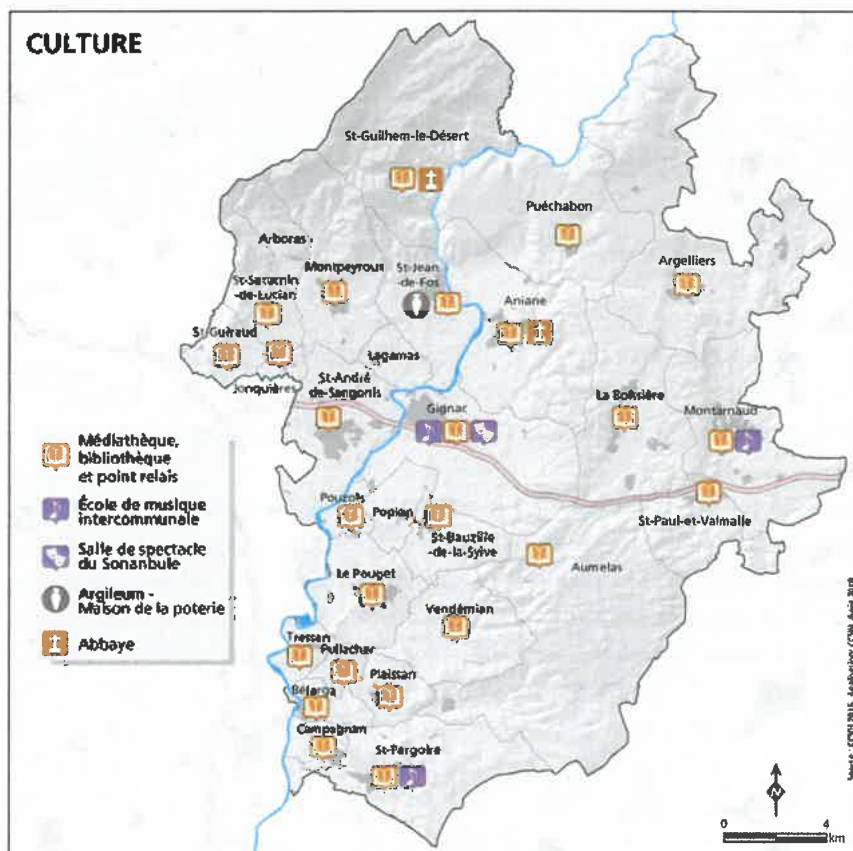 CULTURE
St-Guilhem-le-Désert
Puéchabon
Arboras
Argelliers
Montpeyroux
St-Jean
-de-Fos
St-Saturnin
-de-Lucian
Aniane
St-Guiraud
Lagamas
Jonquières
St-André
de-Sangonis
La Boissière
Gignac
Montarnaud
Médiathèque,
bibliothèque
et point relais
École de musique
intercommunale
Salle de spectacle
du Sonanbule
Argileum -
Maison de la poterie
Abbaye
Pouzols
Popian
St-Bauzille
-de-la-Sylve
St-Paul-et-Valmalle
Aumelas
Le Pouget
Vendémian
Tressan
Puilacher
Plaissan
Bélarga
Campagnan
St-Pargoire
N
0 4
km